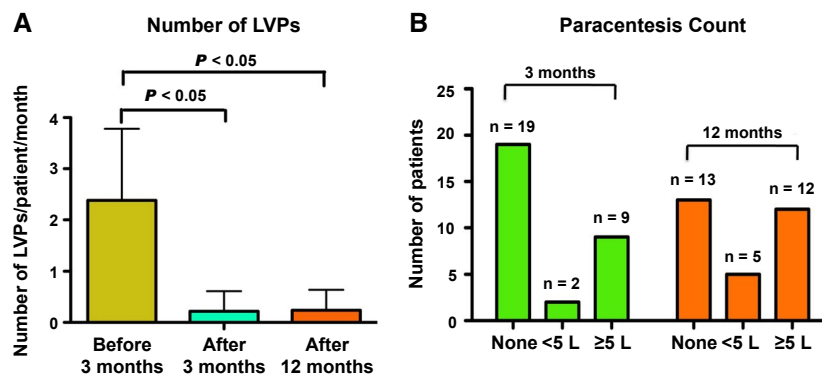 A
Number of LVPs
P < 0.05
P < 0.05
Number of LVPs/patient/month
4
3
2
1
0
Before
3 months
After
3 months
After
12 months
B
Paracentesis Count
3 months
12 months
Number of patients
25
20
15
10
5
0
n = 19
n = 2
n = 9
n = 13
n = 5
n = 12
None <5 L ≥5 L
None <5 L ≥5 L